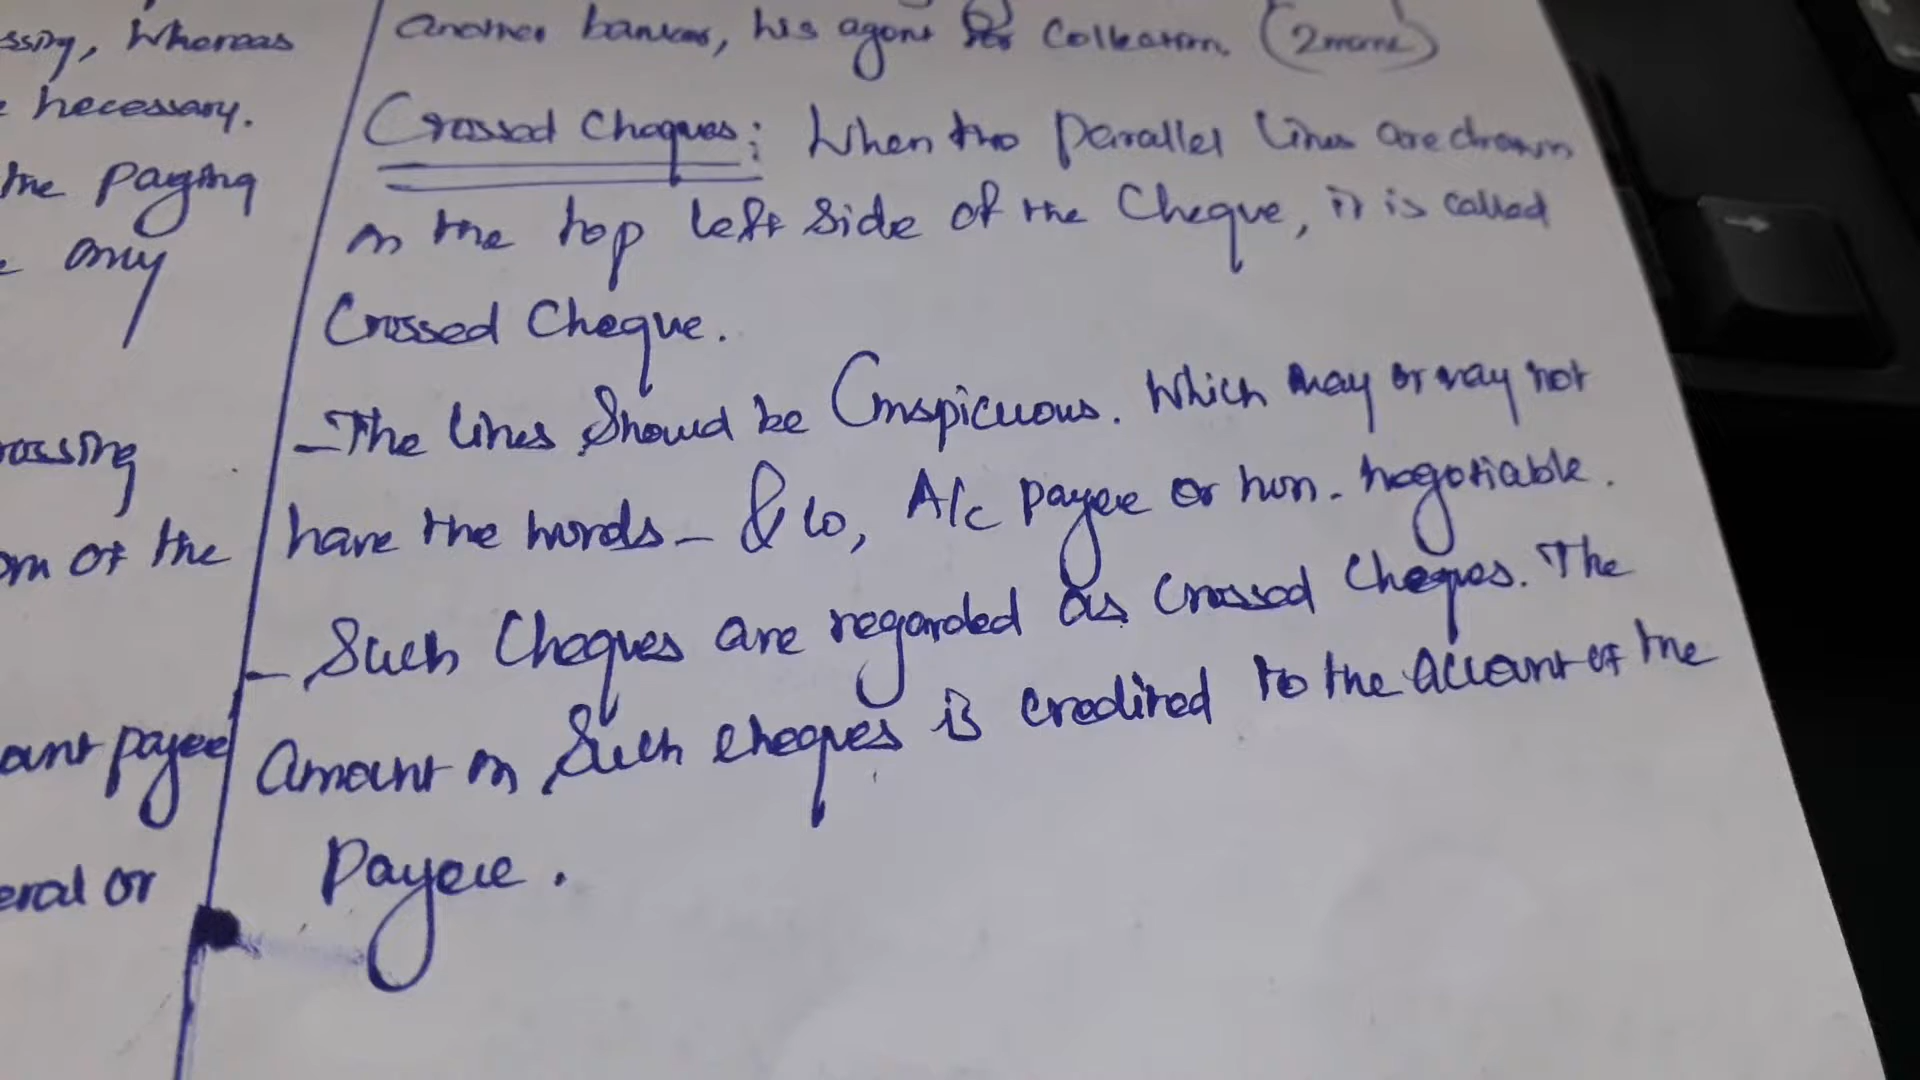 ssing, whereas
necessary.
the paying
only
rossing
om of the
ount payee
eral or
another banker, his agent for Collection. (2 mark)
Crossed Cheques: When two parallel lines are drawn
on the top left side of the Cheque, it is called
Crossed Cheque.
- The lines should be Conspicuous. Which may or may not
have the words - & Co, A/c payee or non-negotiable.
- Such Cheques are regarded as Crossed Cheques. The
Amount on such cheques is credited to the Account of the
Payee.